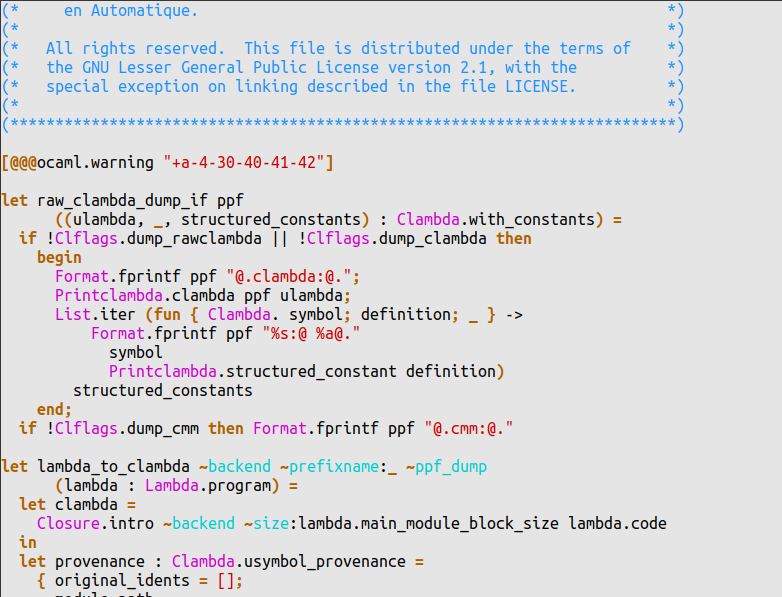 (*     en Automatique.                                                    *)
(*                                                                        *)
(*   All rights reserved.  This file is distributed under the terms of    *)
(*   the GNU Lesser General Public License version 2.1, with the          *)
(*   special exception on linking described in the file LICENSE.          *)
(*                                                                        *)
(**************************************************************************)

[@@@ocaml.warning "+a-4-30-40-41-42"]

let raw_clambda_dump_if ppf
      ((ulambda, _, structured_constants) : Clambda.with_constants) =
  if !Clflags.dump_rawclambda || !Clflags.dump_clambda then
    begin
      Format.fprintf ppf "@.clambda:@.";
      Printclambda.clambda ppf ulambda;
      List.iter (fun { Clambda. symbol; definition; _ } ->
          Format.fprintf ppf "%s:@ %a@."
            symbol
            Printclambda.structured_constant definition)
        structured_constants
    end;
  if !Clflags.dump_cmm then Format.fprintf ppf "@.cmm:@."

let lambda_to_clambda ~backend ~prefixname:_ ~ppf_dump
      (lambda : Lambda.program) =
  let clambda =
    Closure.intro ~backend ~size:lambda.main_module_block_size lambda.code
  in
  let provenance : Clambda.usymbol_provenance =
    { original_idents = [];